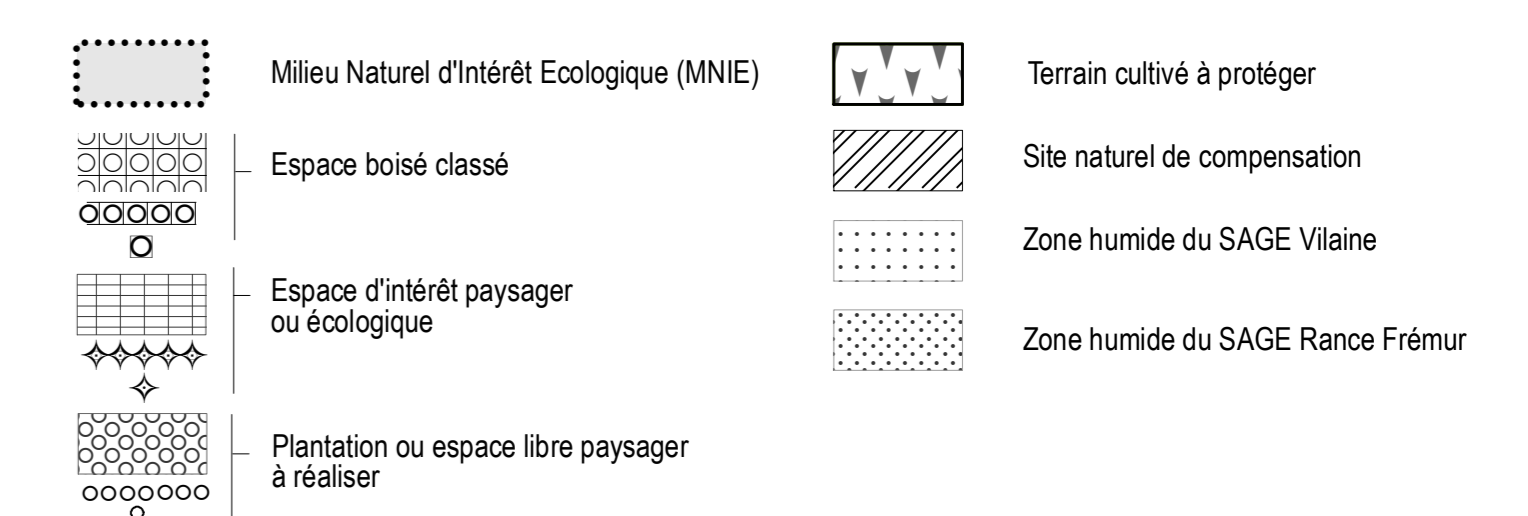 Milieu Naturel d'Intérêt Ecologique (MNIE)
Espace boisé classé
Espace d'intérêt paysager
ou écologique
Plantation ou espace libre paysager
à réaliser
Terrain cultivé à protéger
Site naturel de compensation
Zone humide du SAGE Vilaine
Zone humide du SAGE Rance Frémur